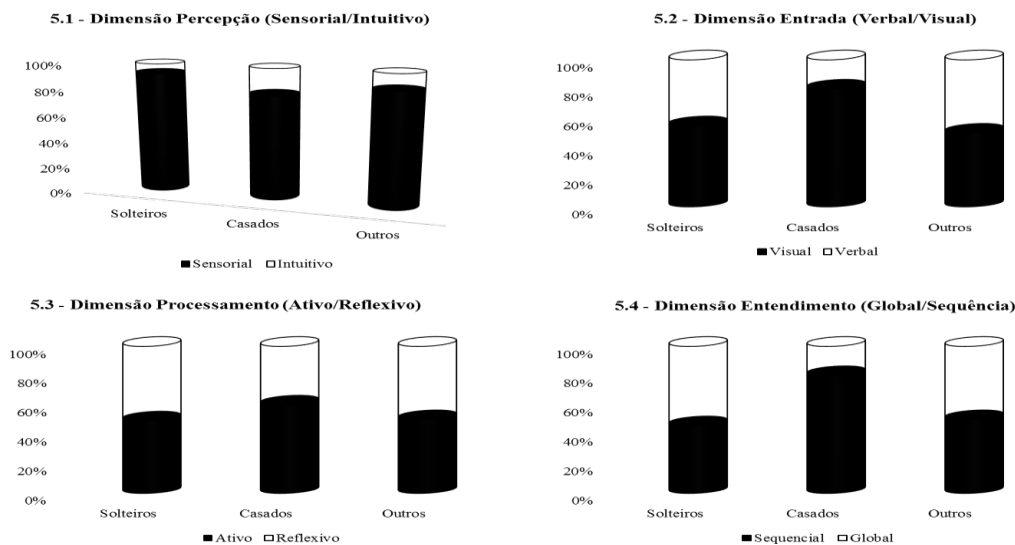 5.1 - Dimensão Percepção (Sensorial/Intuitivo)
100%
80%
60%
40%
20%
0%
Solteiros
Casados
Outros
■Sensorial □Intuitivo
5.2 - Dimensão Entrada (Verbal/Visual)
100%
80%
60%
40%
20%
0%
Solteiros Casados Outros
■Visual □Verbal
5.3 - Dimensão Processamento (Ativo/Reflexivo)
100%
80%
60%
40%
20%
0%
Solteiros Casados Outros
■Ativo □Reflexivo
5.4 - Dimensão Entendimento (Global/Sequência)
100%
80%
60%
40%
20%
0%
Solteiros Casados Outros
■Sequencial □Global